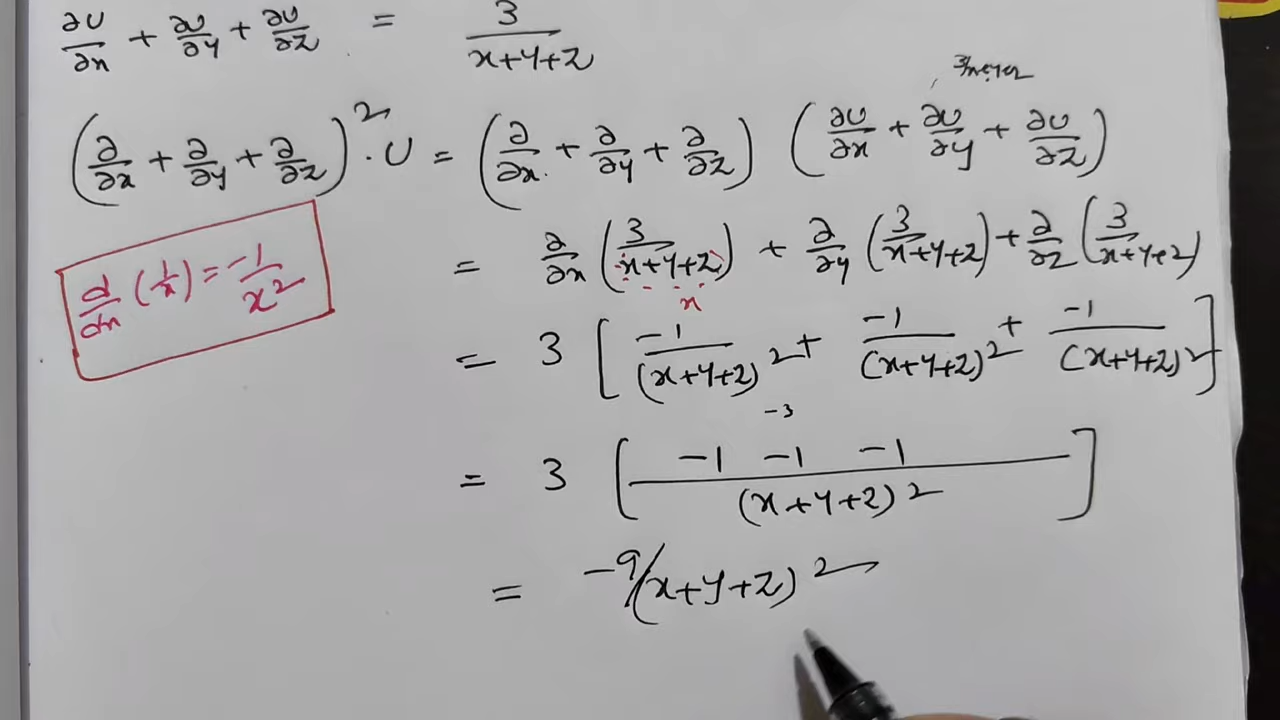 ∂U/∂x + ∂U/∂y + ∂U/∂z = 3/(x+y+z)
(∂/∂x + ∂/∂y + ∂/∂z)² · U = (∂/∂x + ∂/∂y + ∂/∂z) (∂U/∂x + ∂U/∂y + ∂U/∂z)
= ∂/∂x (3/(x+y+z)) + ∂/∂y (3/(x+y+z)) + ∂/∂z (3/(x+y+z))
x
d/dx (1/x) = -1/x²
= 3 [-1/(x+y+z)² + -1/(x+y+z)² + -1/(x+y+z)²]
-3
= 3 [-1 -1 -1/(x+y+z)²]
= -9/(x+y+z)²